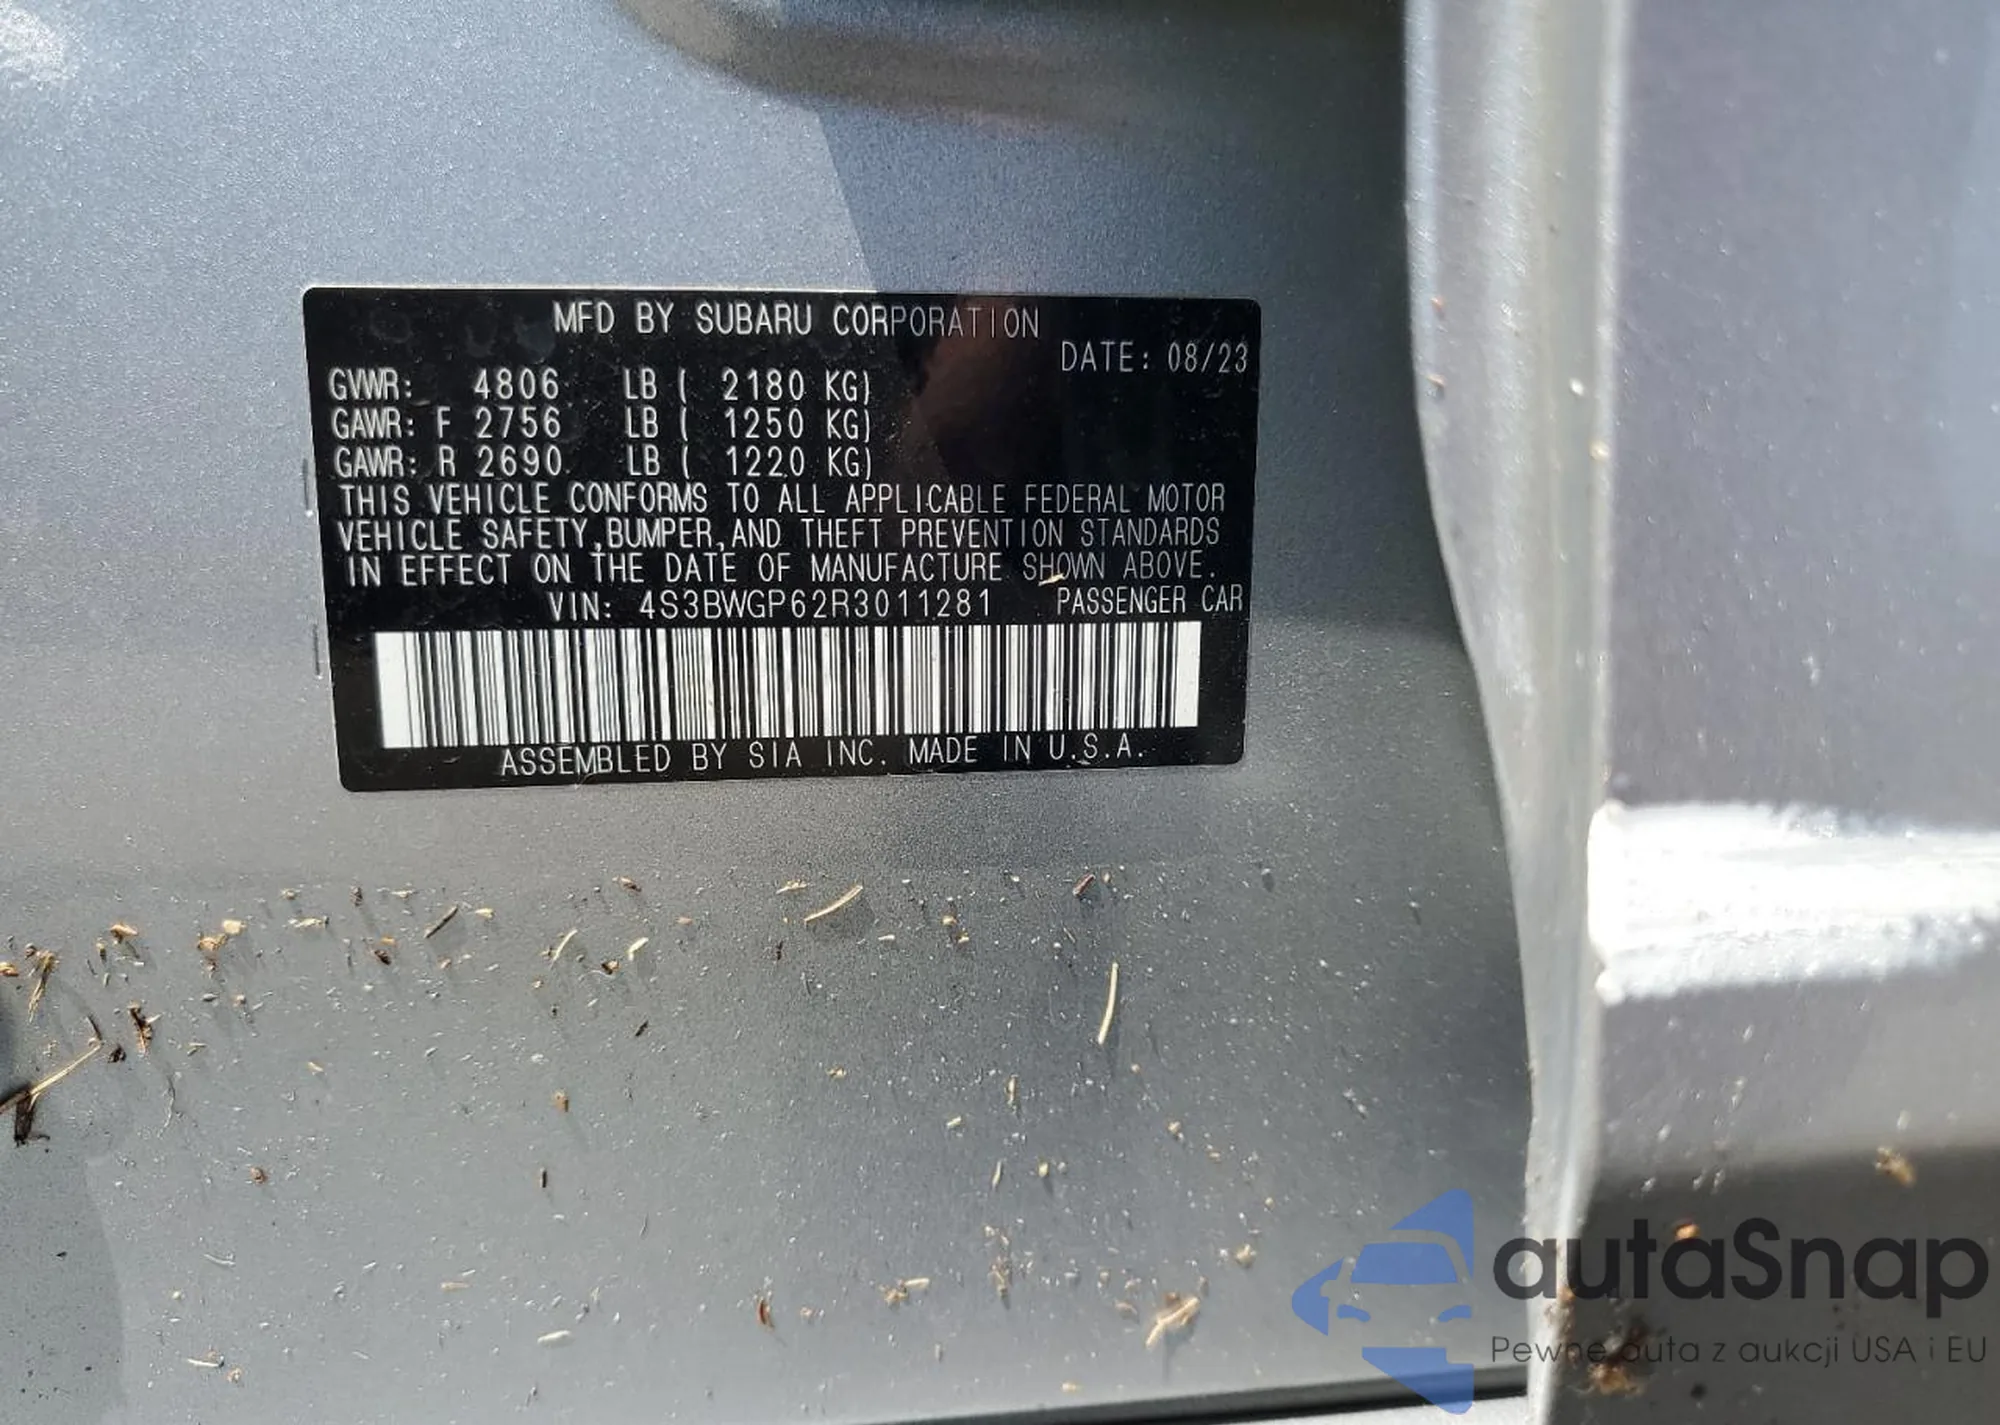 MFD BY SUBARU CORPORATION
DATE: 08/23
GVWR: 4806 LB ( 2180 KG)
GAWR: F 2756 LB ( 1250 KG)
GAWR: R 2690 LB ( 1220 KG)
THIS VEHICLE CONFORMS TO ALL APPLICABLE FEDERAL MOTOR
VEHICLE SAFETY,BUMPER,AND THEFT PREVENTION STANDARDS
IN EFFECT ON THE DATE OF MANUFACTURE SHOWN ABOVE.
VIN: 4S3BWGP62R3011281 PASSENGER CAR
ASSEMBLED BY SIA INC. MADE IN U.S.A.
autaSnap
Pewne auta z aukcji USA i EU